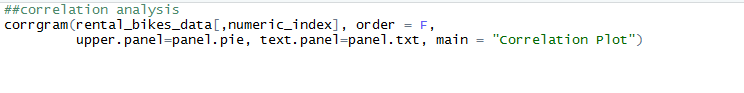 ##correlation analysis
corrgram(rental_bikes_data[,numeric_index], order = F,
         upper.panel=panel.pie, text.panel=panel.txt, main = "Correlation Plot")